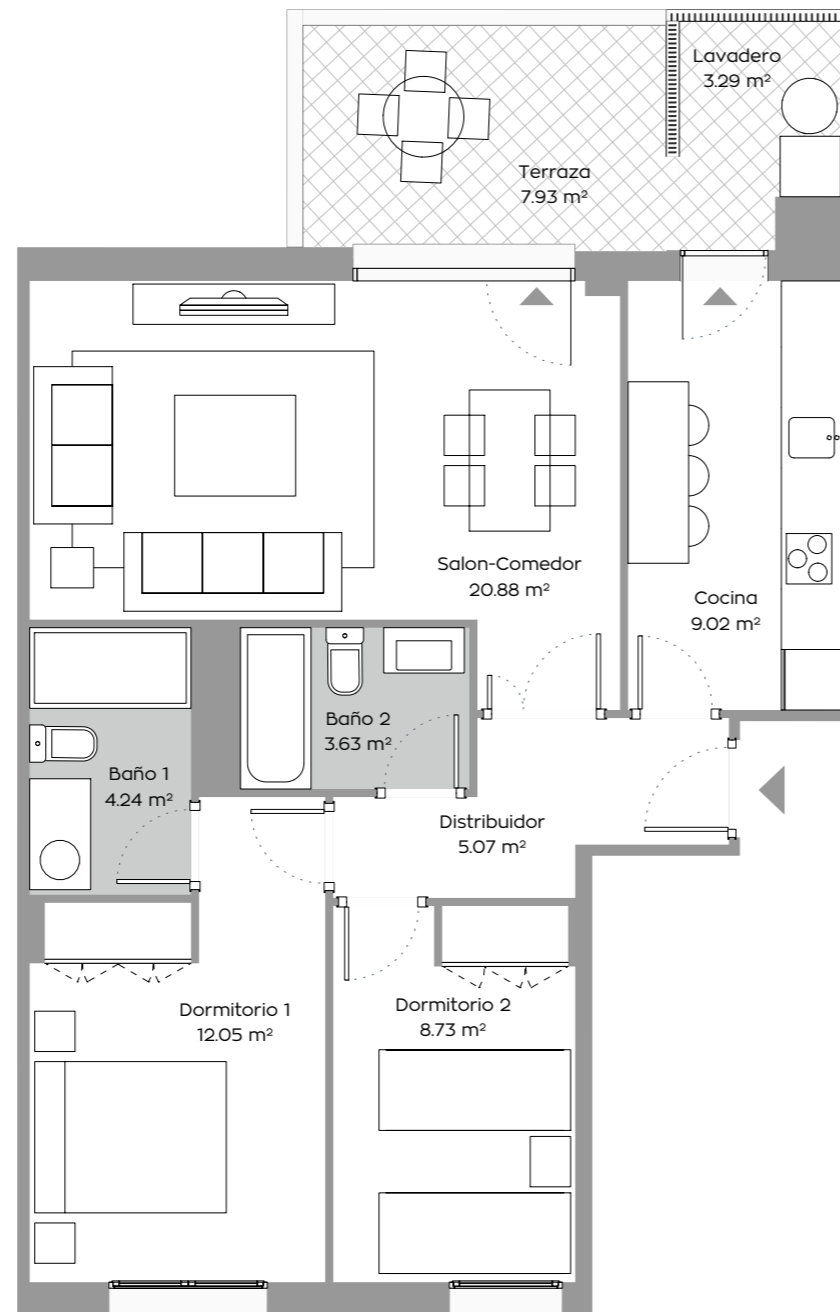 Lavadero
3.29 m²
Terraza
7.93 m²
Salon-Comedor
20.88 m²
Cocina
9.02 m²
Baño 2
3.63 m²
Baño 1
4.24 m²
Distribuidor
5.07 m²
Dormitorio 1
12.05 m²
Dormitorio 2
8.73 m²